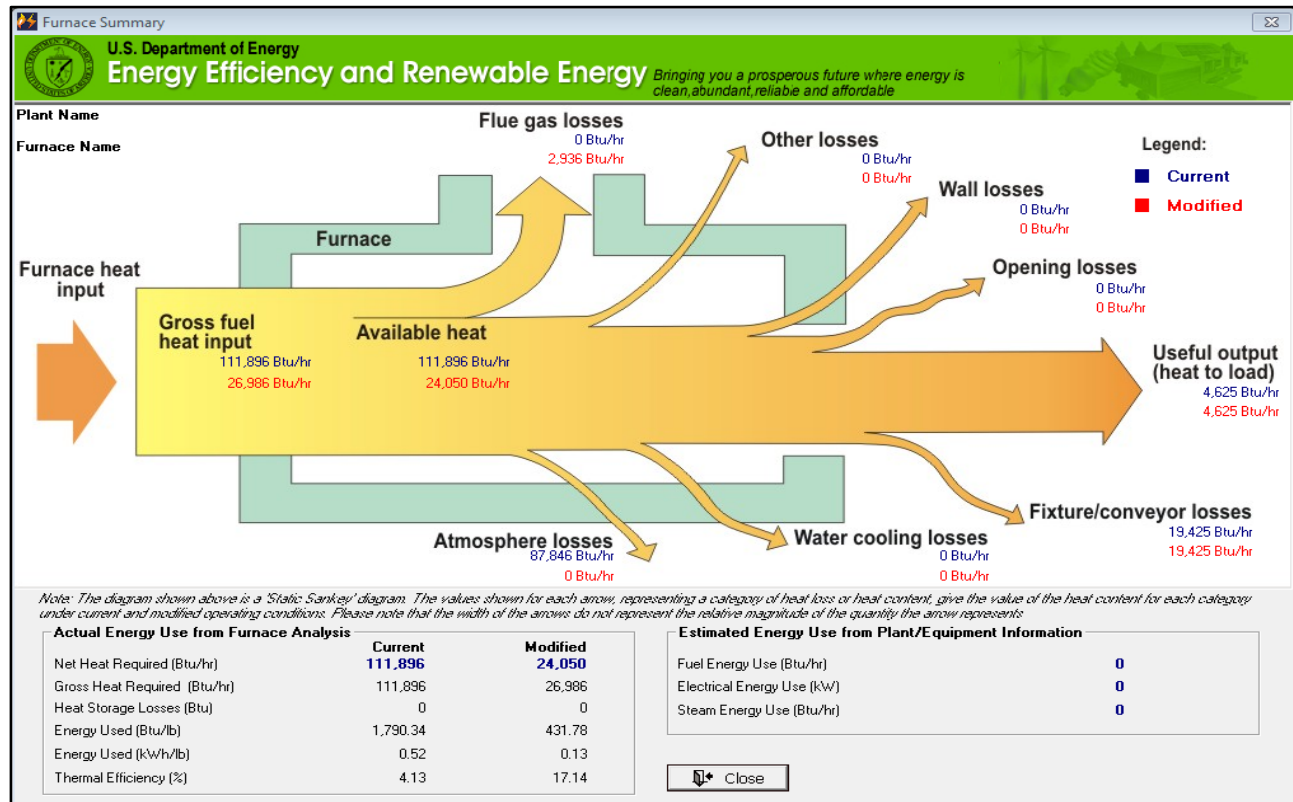 Furnace Summary
U.S. Department of Energy
Energy Efficiency and Renewable Energy
Bringing you a prosperous future where energy is
clean,abundant,reliable and affordable
Plant Name
Furnace Name
Flue gas losses
0 Btu/hr
2,936 Btu/hr
Other losses
0 Btu/hr
0 Btu/hr
Wall losses
0 Btu/hr
0 Btu/hr
Opening losses
0 Btu/hr
0 Btu/hr
Legend:
Current
Modified
Furnace
Furnace heat
input
Gross fuel
heat input
111,896 Btu/hr
26,986 Btu/hr
Available heat
111,896 Btu/hr
24,050 Btu/hr
Useful output
(heat to load)
4,625 Btu/hr
4,625 Btu/hr
Atmosphere losses
87,846 Btu/hr
0 Btu/hr
Water cooling losses
0 Btu/hr
0 Btu/hr
Fixture/conveyor losses
19,425 Btu/hr
19,425 Btu/hr
Note: The diagram shown above is a 'Static Sankey' diagram. The values shown for each arrow, representing a category of heat loss or heat content, give the value of the heat content for each category
under current and modified operating conditions. Please note that the width of the arrows do not represent the relative magnitude of the quantity the arrow represents
Actual Energy Use from Furnace Analysis
Current Modified
Net Heat Required (Btu/hr) 111,896 24,050
Gross Heat Required (Btu/hr) 111,896 26,986
Heat Storage Losses (Btu) 0 0
Energy Used (Btu/lb) 1,790.34 431.78
Energy Used (kWh/lb) 0.52 0.13
Thermal Efficiency (%) 4.13 17.14
Estimated Energy Use from Plant/Equipment Information
Fuel Energy Use (Btu/hr) 0
Electrical Energy Use (kW) 0
Steam Energy Use (Btu/hr) 0
Close